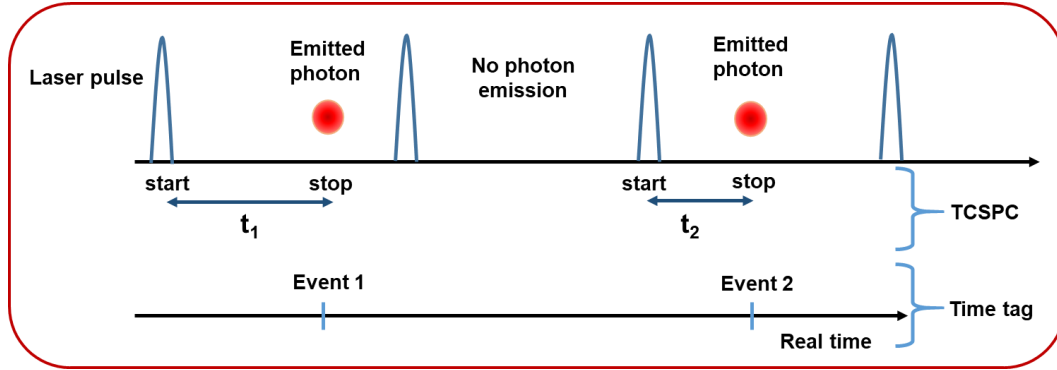 Laser pulse
Emitted
photon
No photon
emission
Emitted
photon
start
stop
start
stop
t₁
t₂
TCSPC
Event 1
Event 2
Time tag
Real time